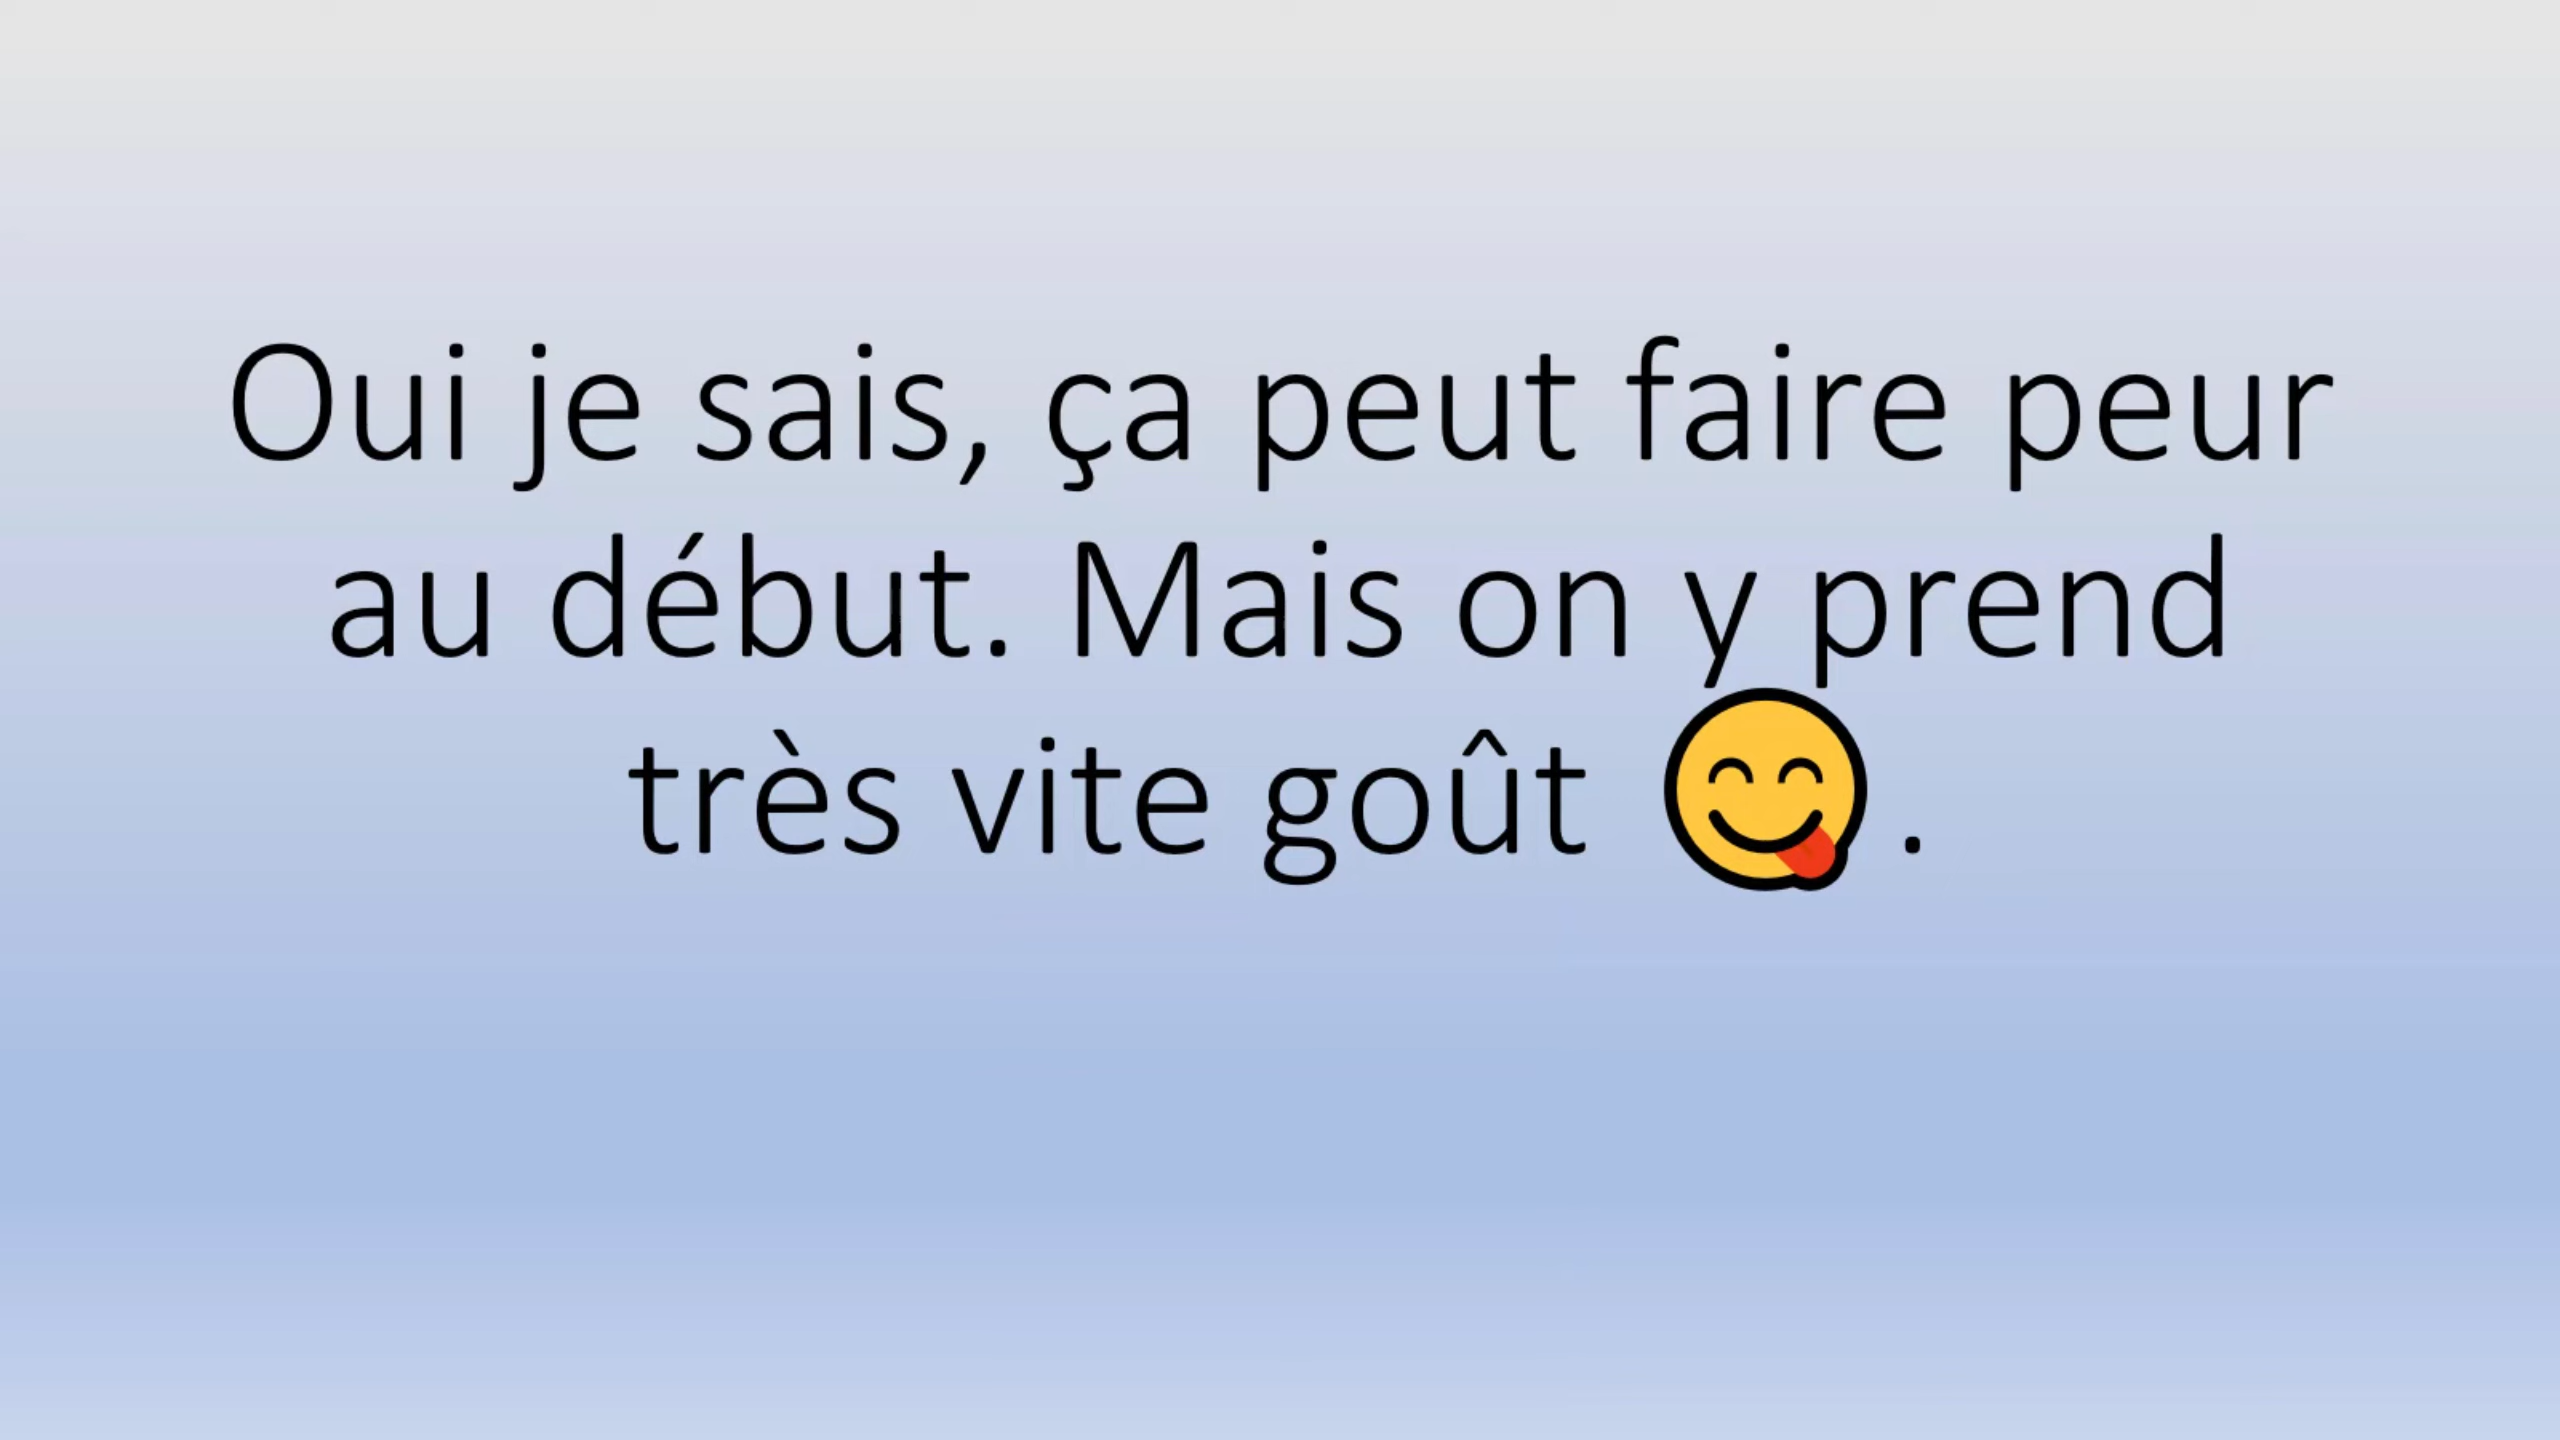 Oui je sais, ça peut faire peur
au début. Mais on y prend
très vite goût 😋.